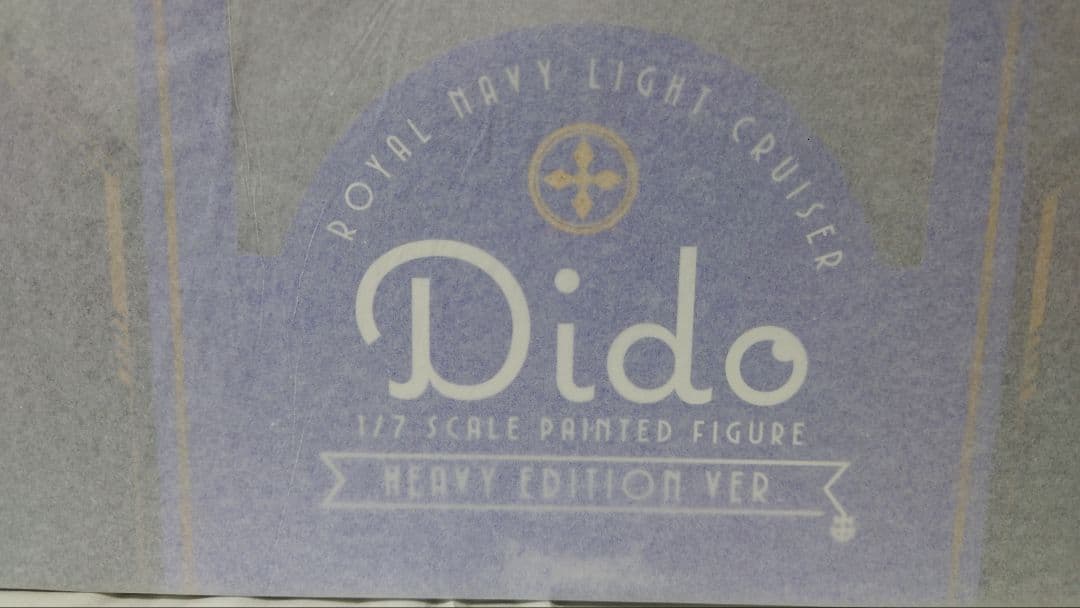 ROYAL NAVY LIGHT CRUISER
Dido
1/7 SCALE PAINTED FIGURE
HEAVY EDITION VER.